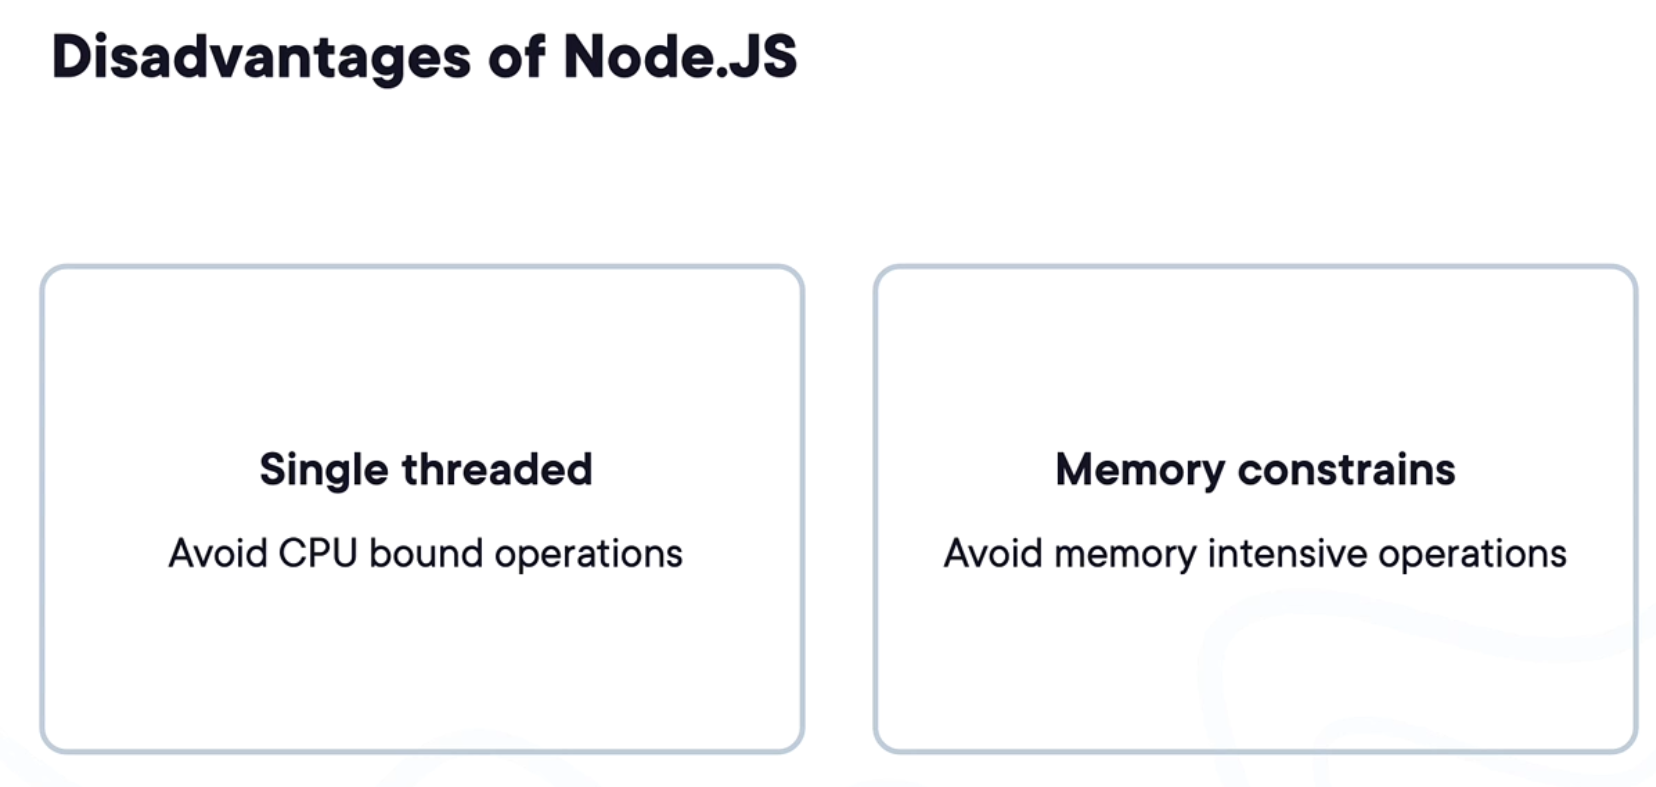 Disadvantages of Node.JS
Single threaded
Avoid CPU bound operations
Memory constrains
Avoid memory intensive operations